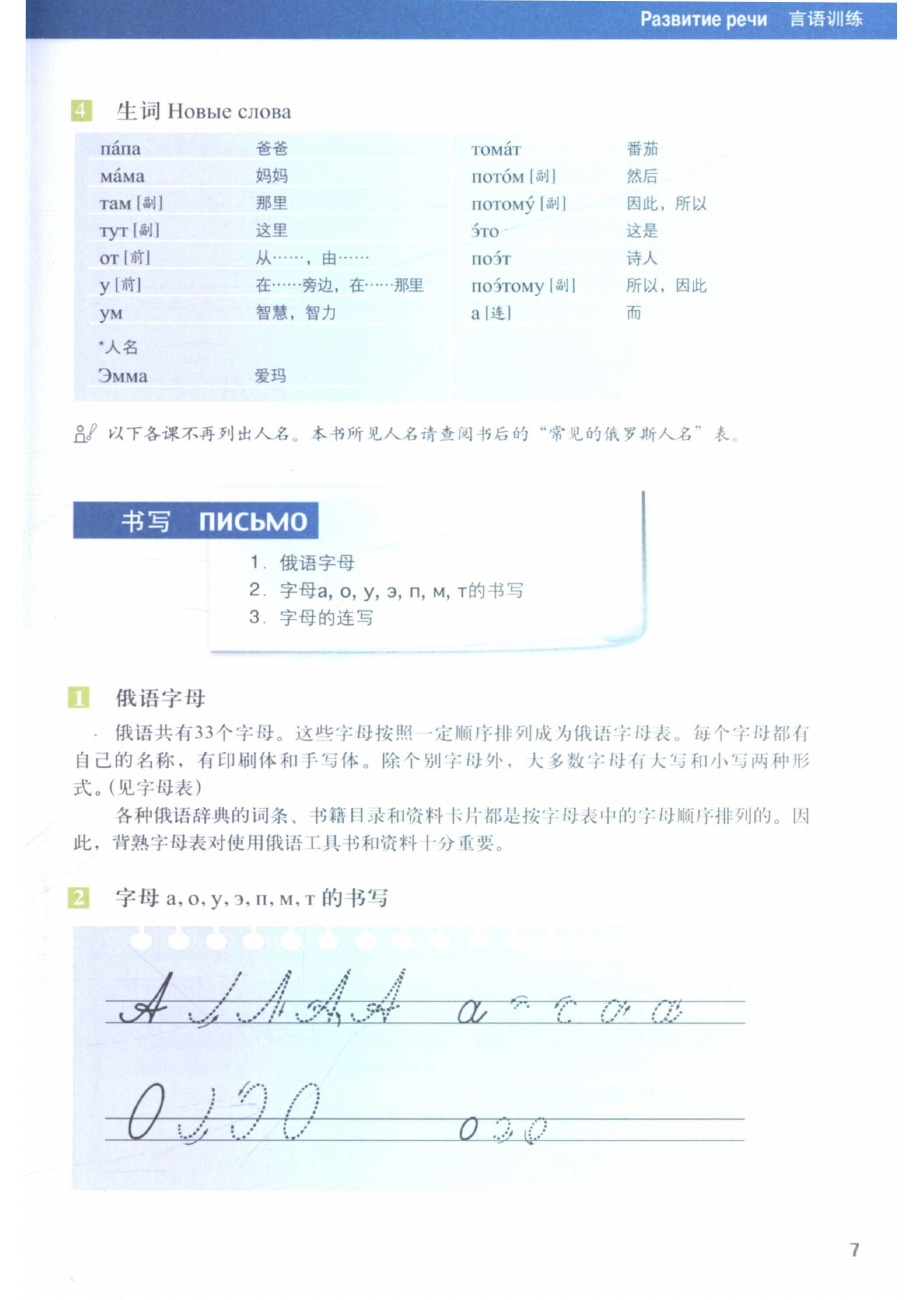 Развитие речи 言语训练
4 生词 Новые слова
па́па 爸爸
ма́ма 妈妈
там [副] 那里
тут [副] 这里
от [前] 从……，由……
у [前] 在……旁边，在……那里
ум 智慧，智力
*人名
Эмма 爱玛
тома́т 番茄
пото́м [副] 然后
потому́ [副] 因此，所以
э́то 这是
поэ́т 诗人
поэ́тому [副] 所以，因此
а [连] 而
以下各课不再列出人名。本书所见人名请查阅书后的“常见的俄罗斯人名”表。
书写 ПИСЬМО
1. 俄语字母
2. 字母а, о, у, э, п, м, т的书写
3. 字母的连写
1 俄语字母
俄语共有33个字母。这些字母按照一定顺序排列成为俄语字母表。每个字母都有
自己的名称，有印刷体和手写体。除个别字母外，大多数字母有大写和小写两种形
式。(见字母表)
各种俄语辞典的词条、书籍目录和资料卡片都是按字母表中的字母顺序排列的。因
此，背熟字母表对使用俄语工具书和资料十分重要。
2 字母 а, о, у, э, п, м, т 的书写
А А А а а а
О О о о
7